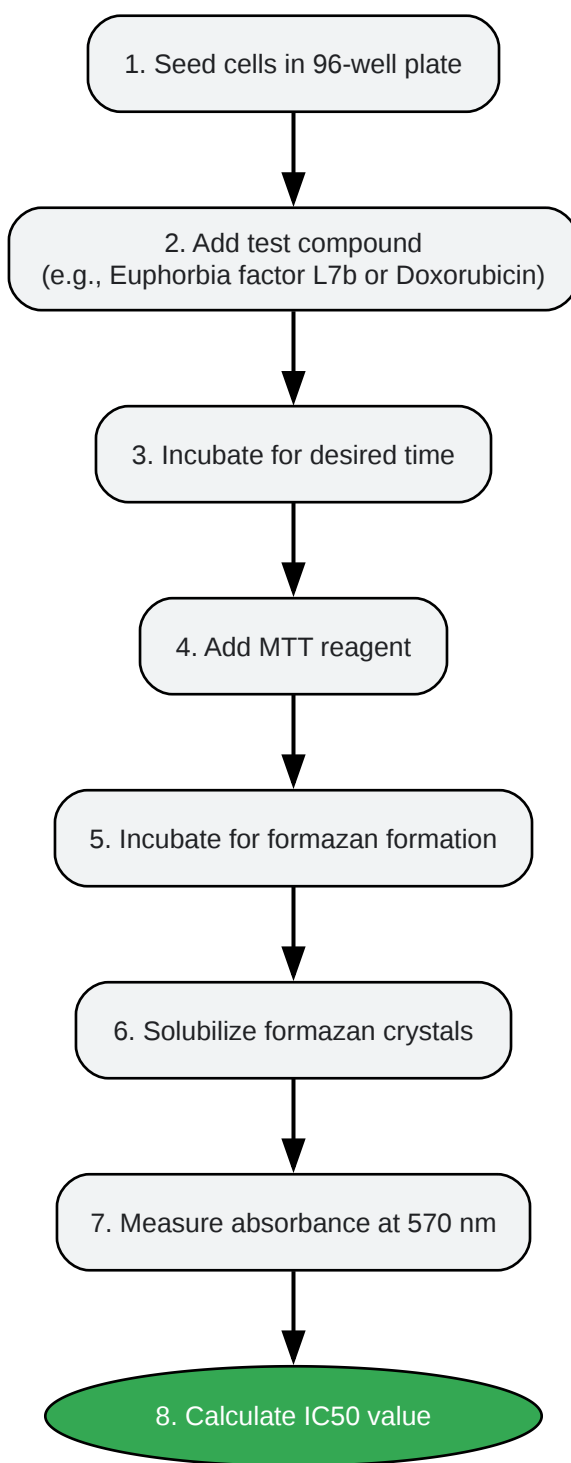 1. Seed cells in 96-well plate
2. Add test compound
(e.g., Euphorbia factor L7b or Doxorubicin)
3. Incubate for desired time
4. Add MTT reagent
5. Incubate for formazan formation
6. Solubilize formazan crystals
7. Measure absorbance at 570 nm
8. Calculate IC50 value